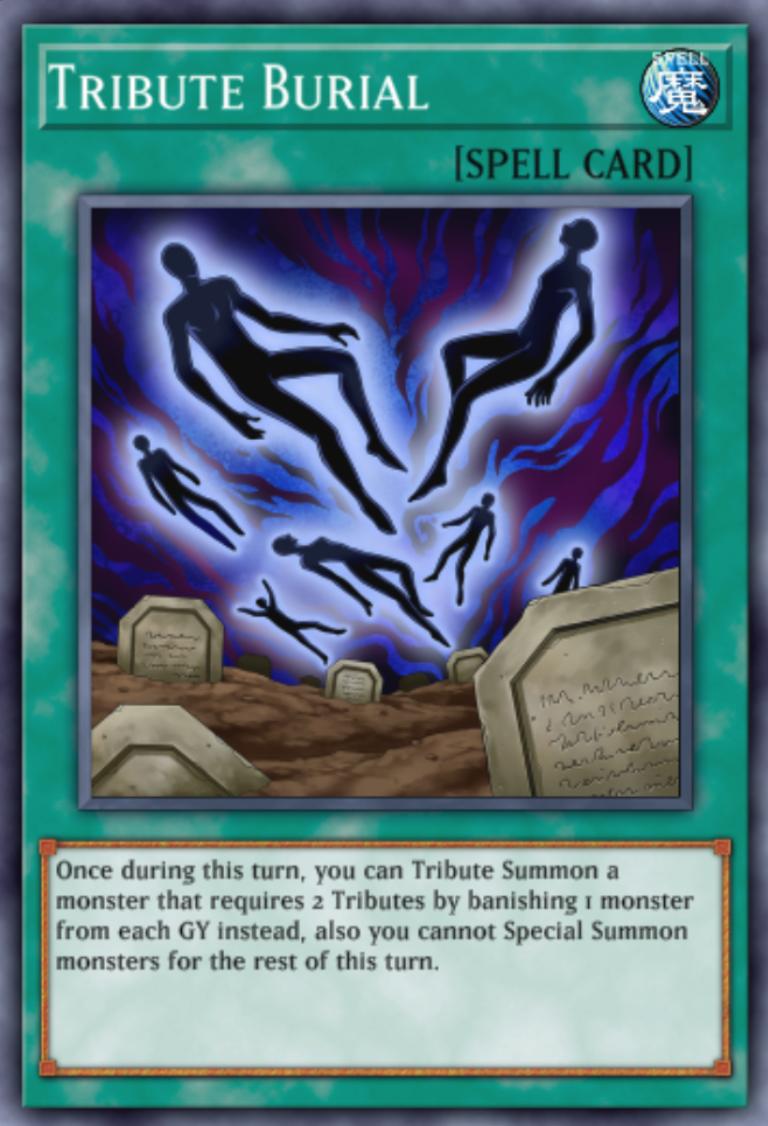 TRIBUTE BURIAL
SPELL
魔
[SPELL CARD]
Once during this turn, you can Tribute Summon a
monster that requires 2 Tributes by banishing 1 monster
from each GY instead, also you cannot Special Summon
monsters for the rest of this turn.